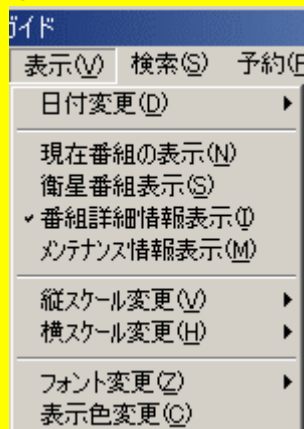 ガイド
表示(V) 検索(S) 予約(
日付変更(D)
現在番組の表示(N)
衛星番組表示(S)
番組詳細情報表示(I)
メンテナンス情報表示(M)
縦スケール変更(V)
横スケール変更(H)
フォント変更(Z)
表示色変更(C)